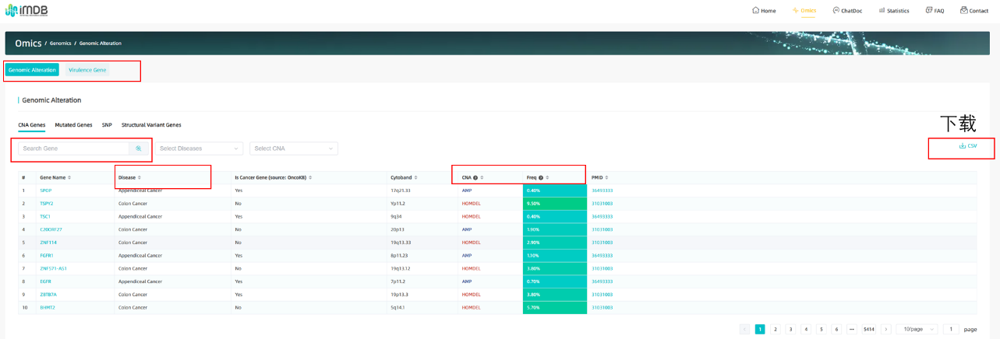 iMDB
Home Omics ChatDoc Statistics FAQ Contact
Omics / Genomics / Genomic Alteration
Genomic Alteration Virulence Gene
Genomic Alteration
CNA Genes Mutated Genes SNP Structural Variant Genes
下载
Search Gene Select Diseases Select CNA CSV
# Gene Name Disease Is Cancer Gene (source: OncoKB) Cytoband CNA Freq PMID
1 SPOP Appendiceal Cancer Yes 17q21.33 AMP 0.40% 36493333
2 TSPY2 Colon Cancer No Yp11.2 HOMDEL 9.50% 31031003
3 TSC1 Appendiceal Cancer Yes 9q34 HOMDEL 0.40% 36493333
4 C20ORF27 Colon Cancer No 20p13 AMP 1.90% 31031003
5 ZNF114 Colon Cancer No 19q13.33 HOMDEL 2.90% 31031003
6 FGFR1 Appendiceal Cancer Yes 8p11.23 AMP 1.10% 36493333
7 ZNF571-AS1 Colon Cancer No 19q13.12 HOMDEL 3.80% 31031003
8 EGFR Appendiceal Cancer Yes 7p11.2 AMP 0.70% 36493333
9 ZBTB7A Colon Cancer Yes 19p13.3 HOMDEL 3.80% 31031003
10 BHMT2 Colon Cancer No 5q14.1 HOMDEL 5.70% 31031003
1 2 3 4 5 6 ••• 5414 10/page 1 page